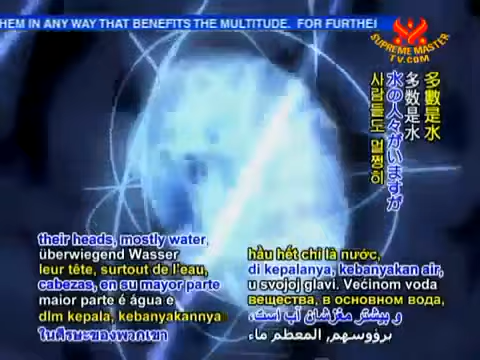 HEM IN ANY WAY THAT BENEFITS THE MULTITUDE. FOR FURTHE
SUPREME MASTER
TV.COM
多數是水
多数是水
水の人々がいますが
사람들도 멀쩡히
their heads, mostly water,
überwiegend Wasser
leur tête, surtout de l'eau,
cabezas, en su mayor parte
maior parte é água e
dlm kepala, kebanyakannya
ในศีรษะของพวกเขา
hầu hết chỉ là nước,
di kepalanya, kebanyakan air,
u svojoj glavi. Većinom voda
вещества, в основном вода,
و بیشتر مغزشان آب است،
برؤوسهم, المعظم ماء